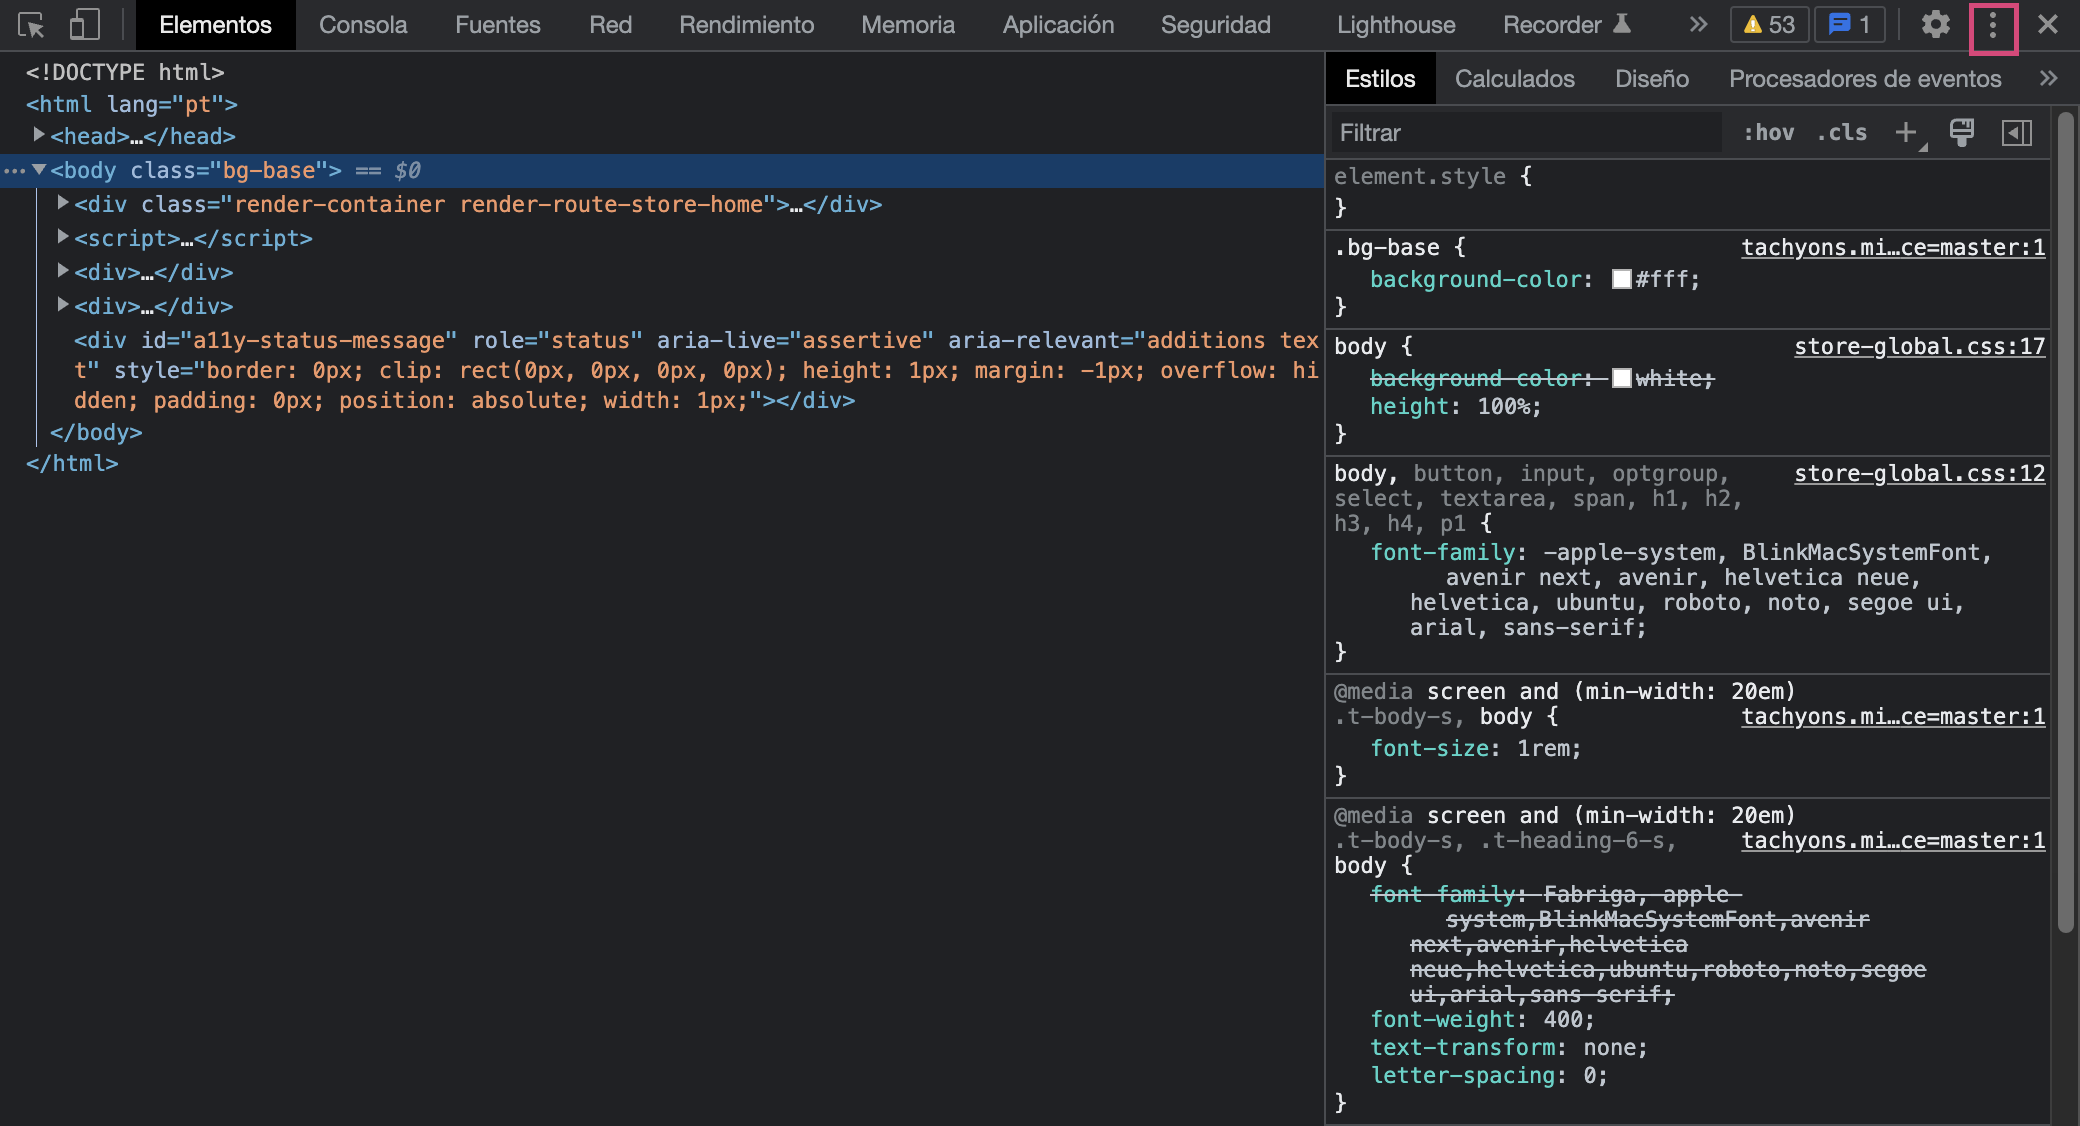 Elementos Consola Fuentes Red Rendimiento Memoria Aplicación Seguridad Lighthouse Recorder » 53 1
<!DOCTYPE html>
<html lang="pt">
<head>…</head>
<body class="bg-base"> == $0
<div class="render-container render-route-store-home">…</div>
<script>…</script>
<div>…</div>
<div>…</div>
<div id="a11y-status-message" role="status" aria-live="assertive" aria-relevant="additions tex
t" style="border: 0px; clip: rect(0px, 0px, 0px, 0px); height: 1px; margin: -1px; overflow: hi
dden; padding: 0px; position: absolute; width: 1px;"></div>
</body>
</html>
Estilos Calculados Diseño Procesadores de eventos »
Filtrar :hov .cls +
element.style {
}
.bg-base { tachyons.mi…ce=master:1
background-color: #fff;
}
body { store-global.css:17
background-color: white;
height: 100%;
}
body, button, input, optgroup, store-global.css:12
select, textarea, span, h1, h2,
h3, h4, p1 {
font-family: -apple-system, BlinkMacSystemFont,
avenir next, avenir, helvetica neue,
helvetica, ubuntu, roboto, noto, segoe ui,
arial, sans-serif;
}
@media screen and (min-width: 20em)
.t-body-s, body { tachyons.mi…ce=master:1
font-size: 1rem;
}
@media screen and (min-width: 20em)
.t-body-s, .t-heading-6-s, tachyons.mi…ce=master:1
body {
font-family: Fabriga,-apple-
system,BlinkMacSystemFont,avenir
next,avenir,helvetica
neue,helvetica,ubuntu,roboto,noto,segoe
ui,arial,sans-serif;
font-weight: 400;
text-transform: none;
letter-spacing: 0;
}